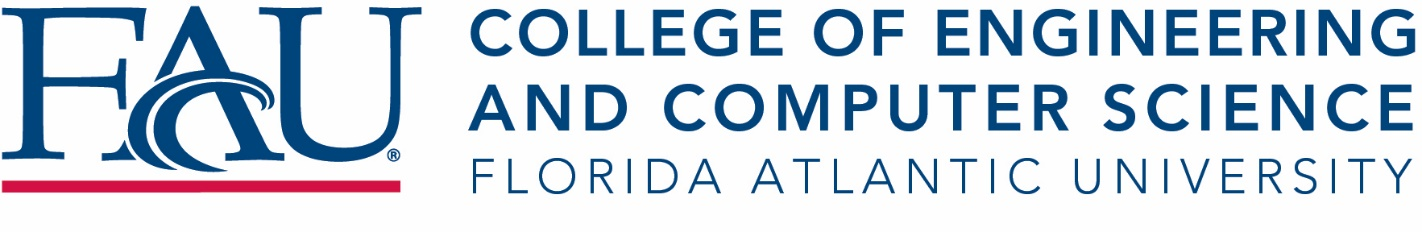 FAU®
COLLEGE OF ENGINEERING
AND COMPUTER SCIENCE
FLORIDA ATLANTIC UNIVERSITY